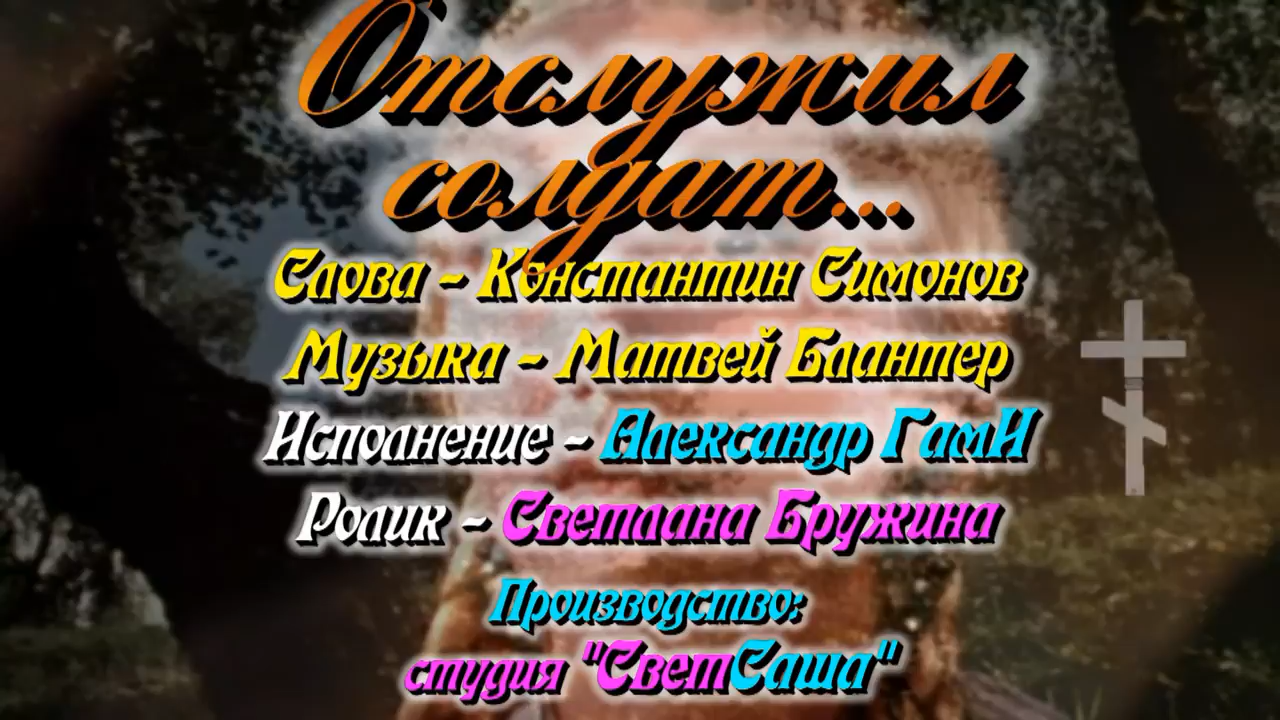 Отслужил
солдат...
Слова - Константин Симонов
Музыка - Матвей Блантер
Исполнение - Александр ГамИ
Ролик - Светлана Бружина
Производство:
студия "СветСаша"